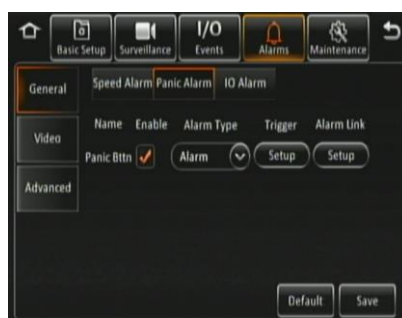 Basic Setup
Surveillance
I/O
Events
Alarms
Maintenance
General
Video
Advanced
Speed Alarm Panic Alarm IO Alarm
Name Enable Alarm Type Trigger Alarm Link
Panic Bttn Alarm Setup Setup
Default Save